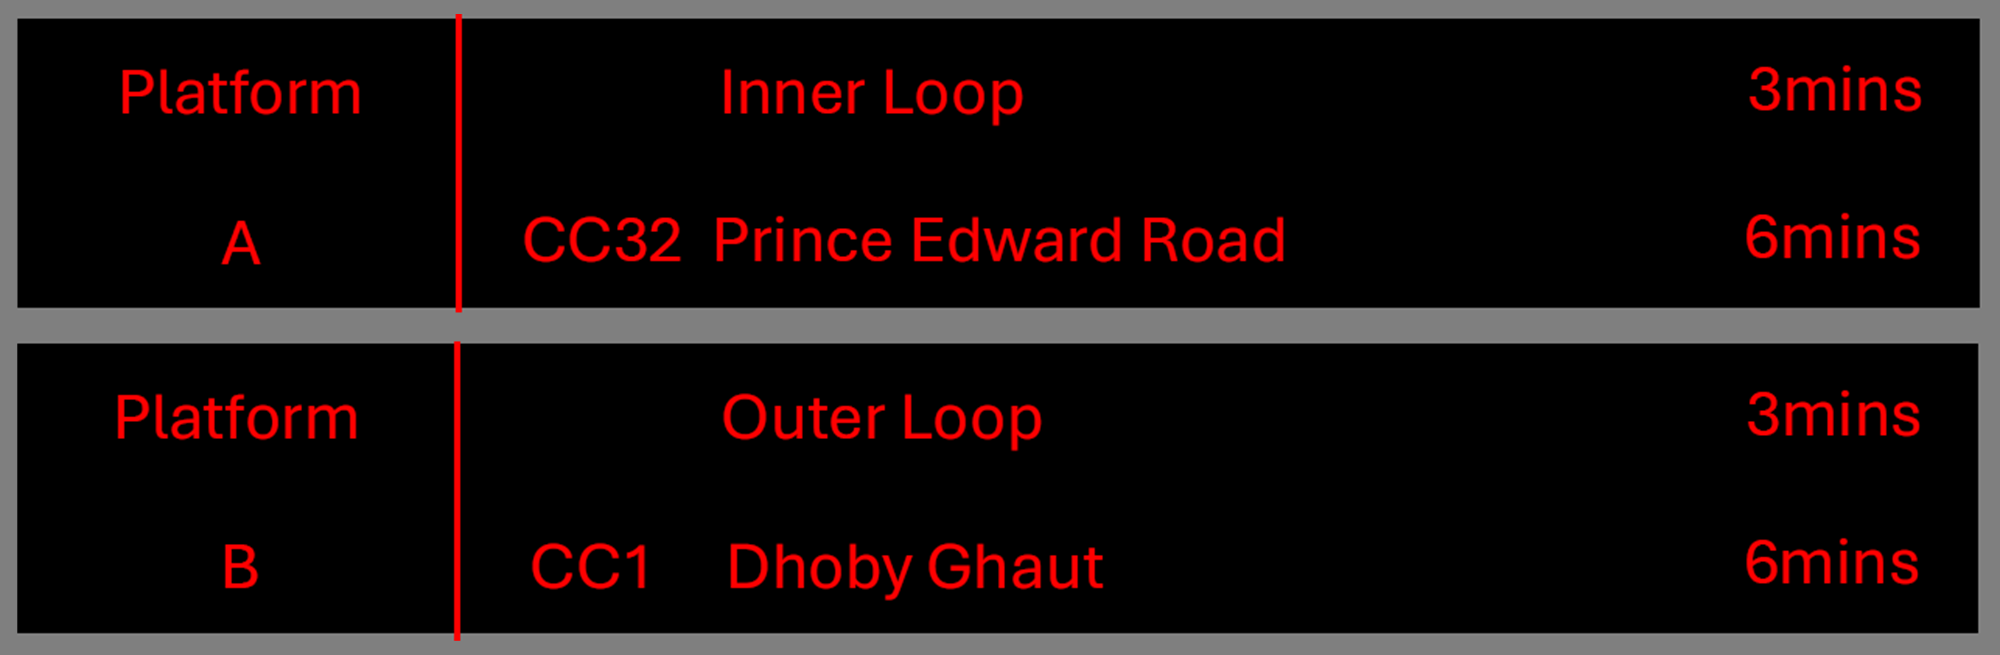 Platform Inner Loop 3mins
A CC32 Prince Edward Road 6mins
Platform Outer Loop 3mins
B CC1 Dhoby Ghaut 6mins